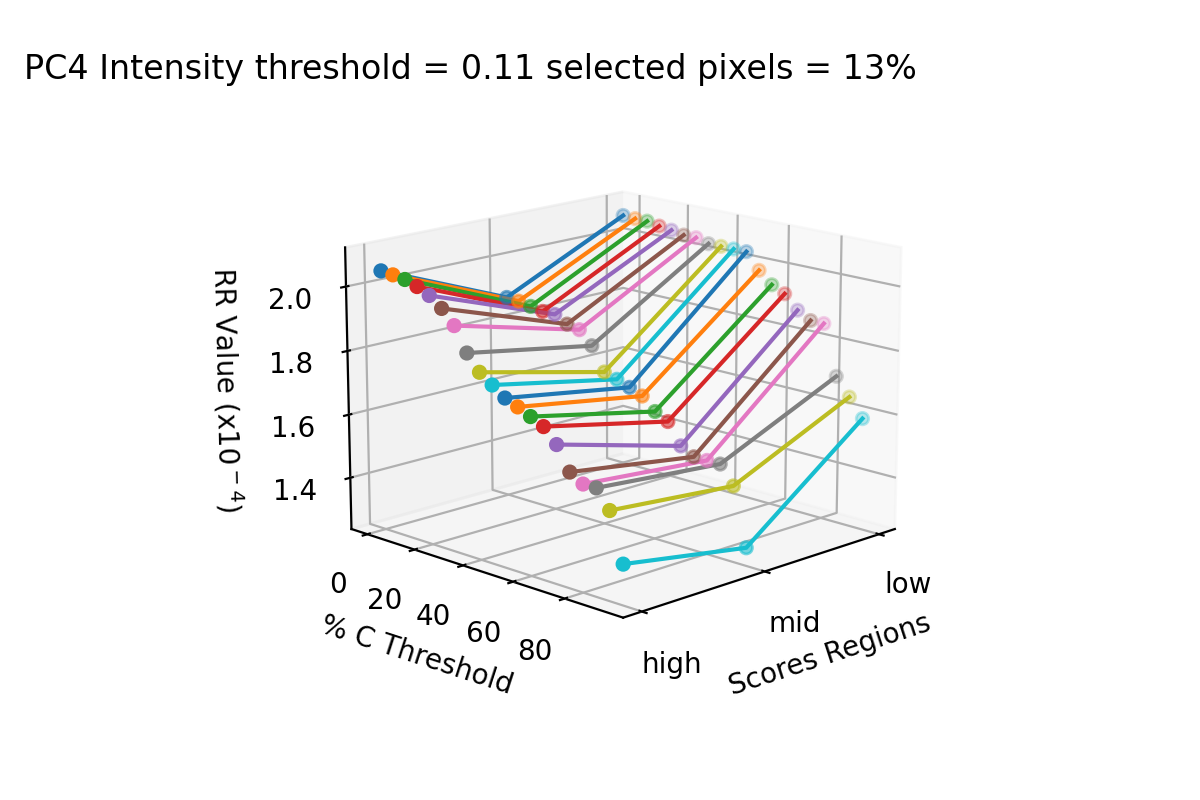 PC4 Intensity threshold = 0.11 selected pixels = 13%
RR Value (x10⁻⁴)
2.0
1.8
1.6
1.4
0
20
40
60
80
% C Threshold
high
mid
low
Scores Regions